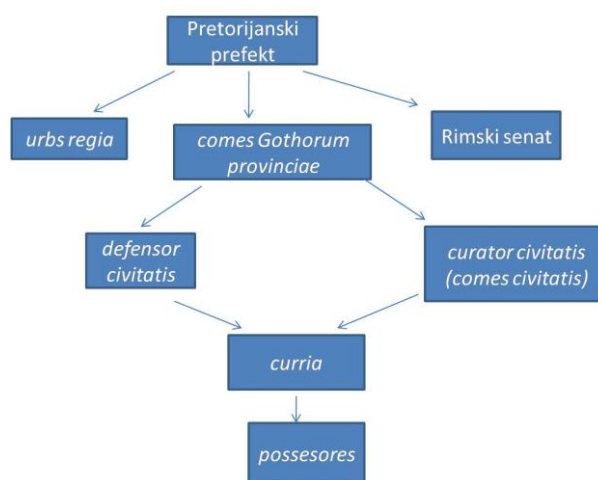 Pretorijanski
prefekt
urbs regia
comes Gothorum
provinciae
Rimski senat
defensor
civitatis
curator civitatis
(comes civitatis)
curria
possesores